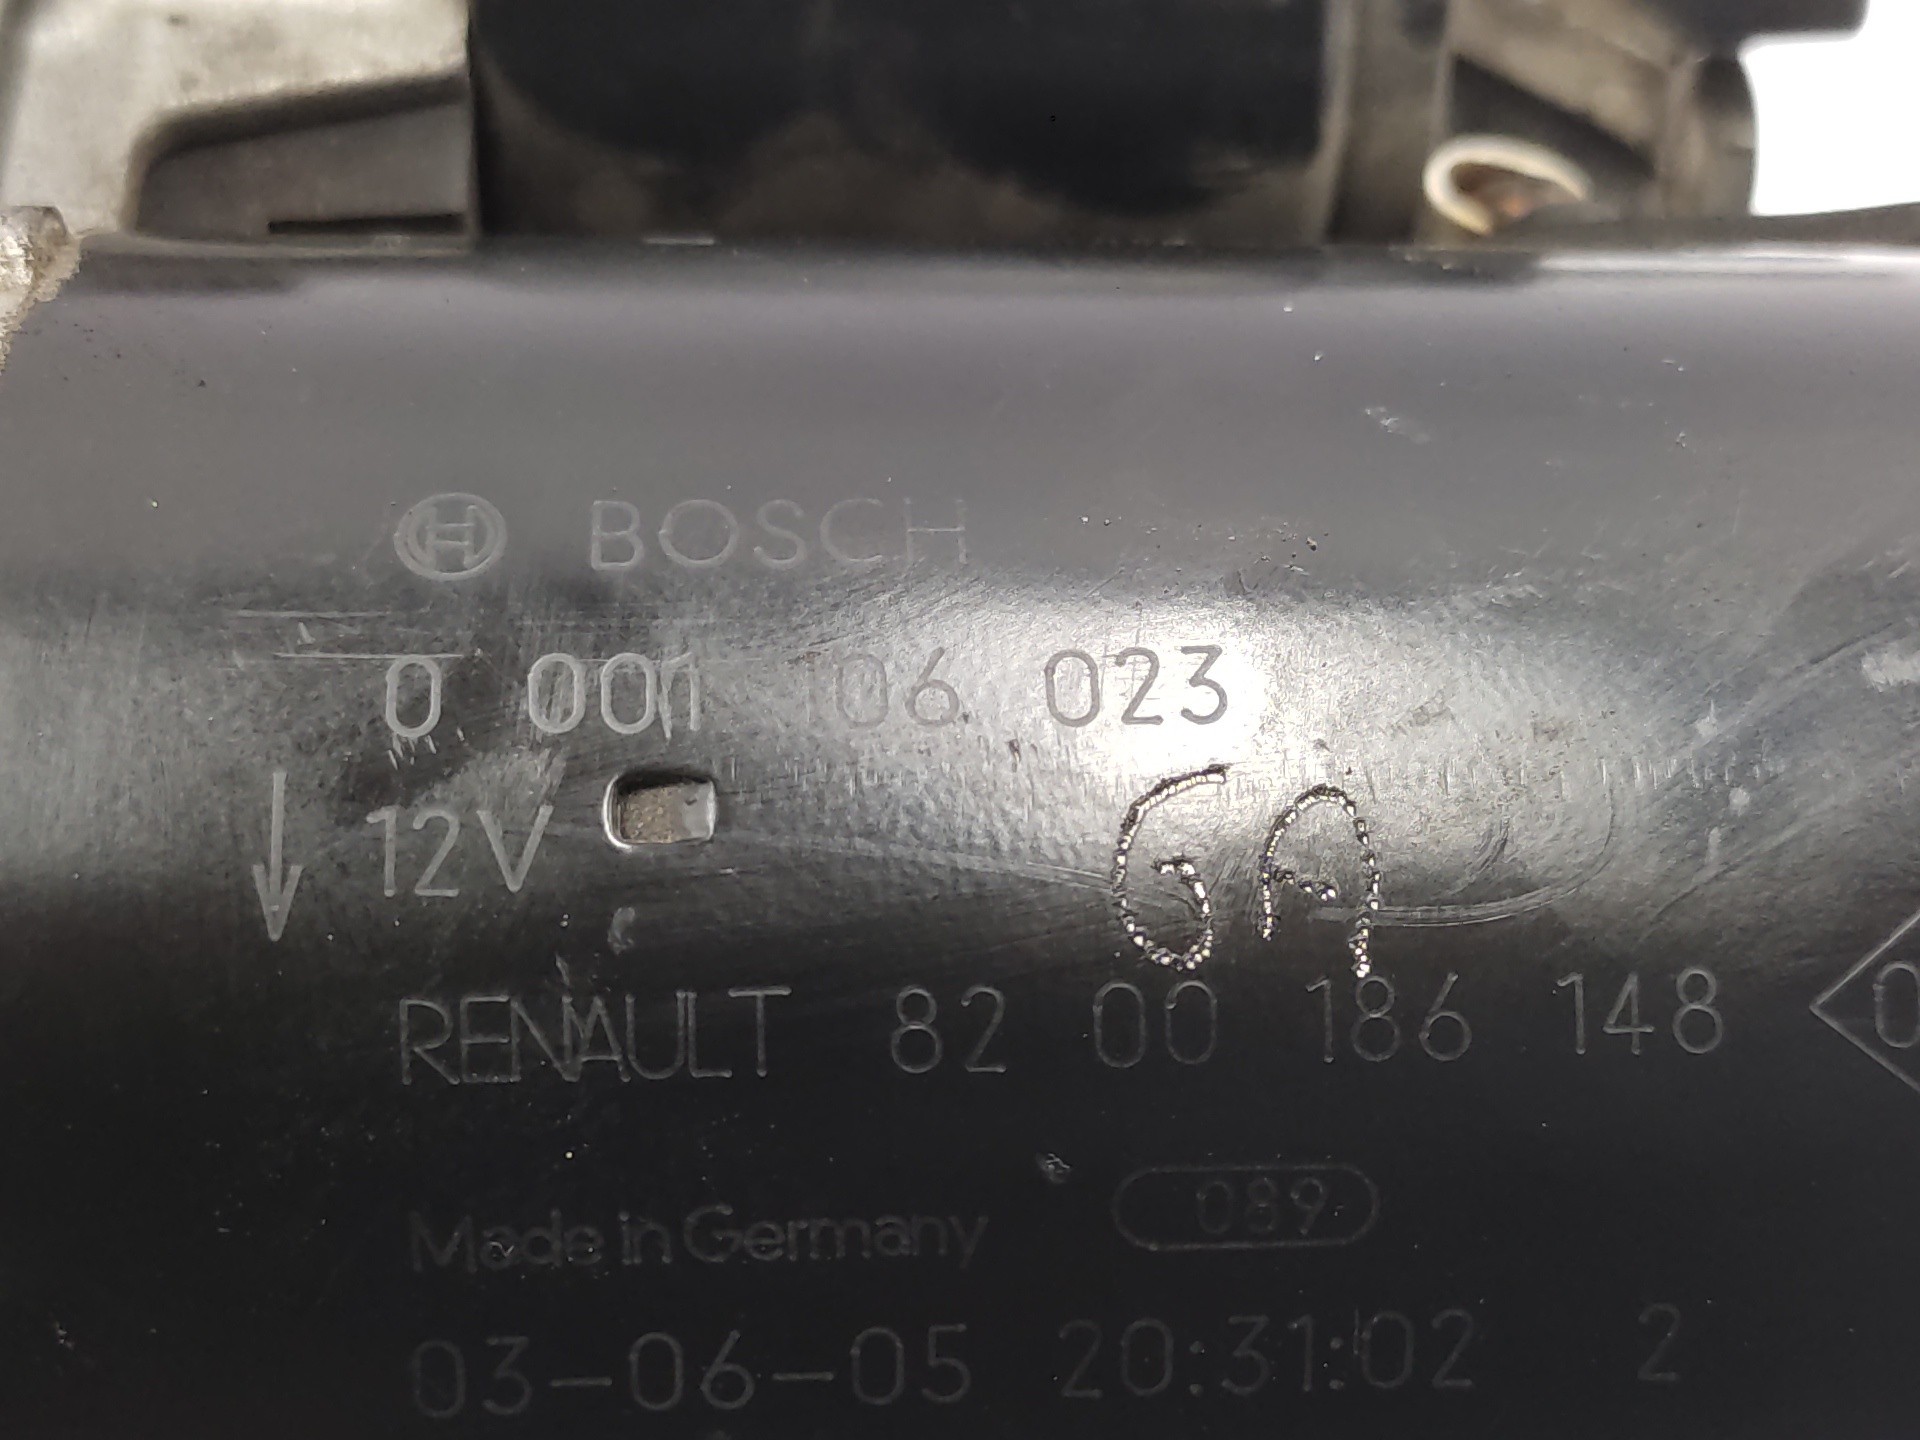 BOSCH
0 001 106 023
12V
GA
RENAULT 82 00 186 148 0
Made in Germany 089
03-06-05 20:31:02 2